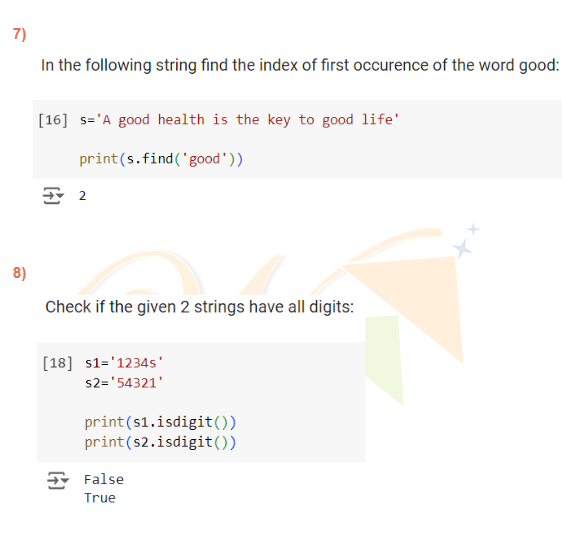 7)
In the following string find the index of first occurence of the word good:
[16] s='A good health is the key to good life'
print(s.find('good'))
2
8)
Check if the given 2 strings have all digits:
[18] s1='1234s'
s2='54321'
print(s1.isdigit())
print(s2.isdigit())
False
True